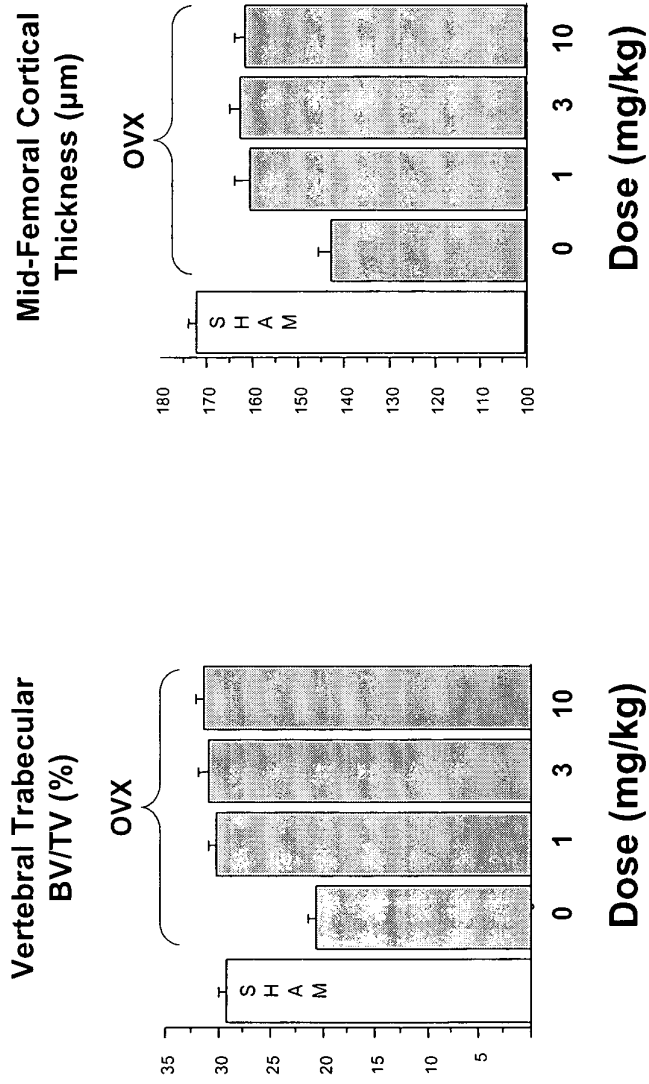 Vertebral Trabecular
BV/TV (%)
OVX
35
30
25
20
15
10
5
S
H
A
M
0
1
3
10
Dose (mg/kg)
Mid-Femoral Cortical
Thickness (µm)
OVX
180
170
160
150
140
130
120
110
100
S
H
A
M
0
1
3
10
Dose (mg/kg)